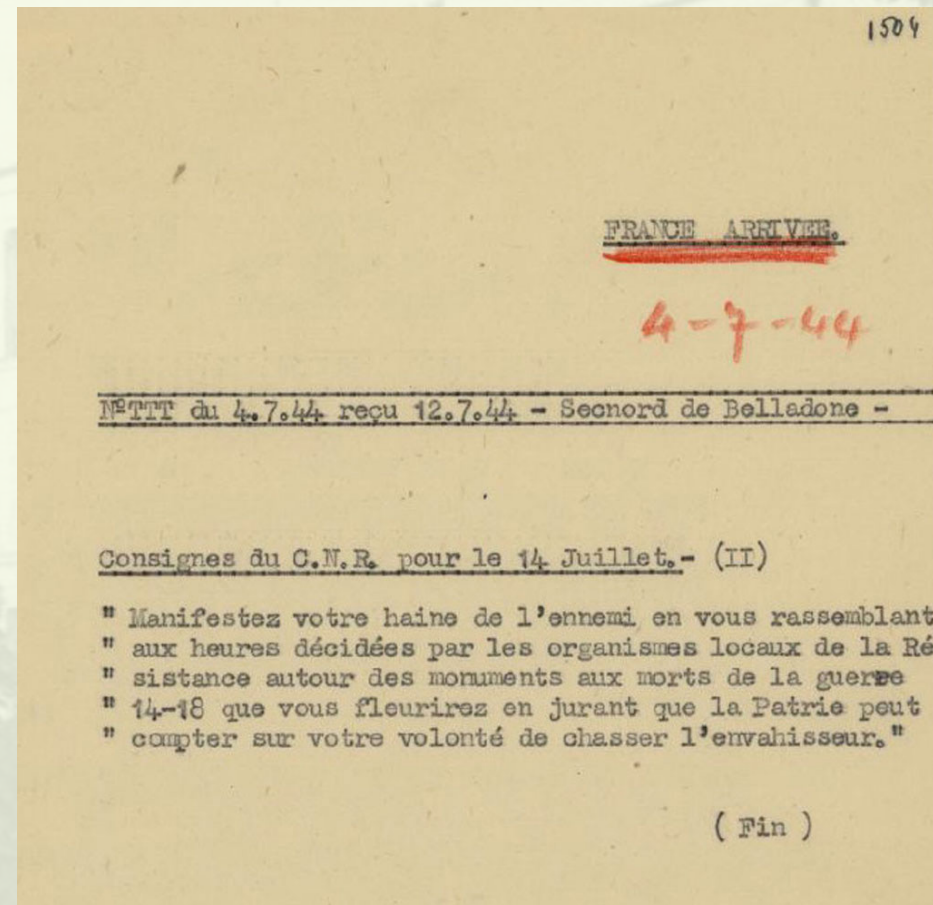 1504
FRANCE ARRIVEE.
4-7-44
N°TTT du 4.7.44 reçu 12.7.44 - Secnord de Belladone -
Consignes du C.N.R. pour le 14 Juillet.- (II)
" Manifestez votre haine de l'ennemi en vous rassemblant
" aux heures décidées par les organismes locaux de la Ré
" sistance autour des monuments aux morts de la guerre
" 14-18 que vous fleurirez en jurant que la Patrie peut
" compter sur votre volonté de chasser l'envahisseur."
( Fin )